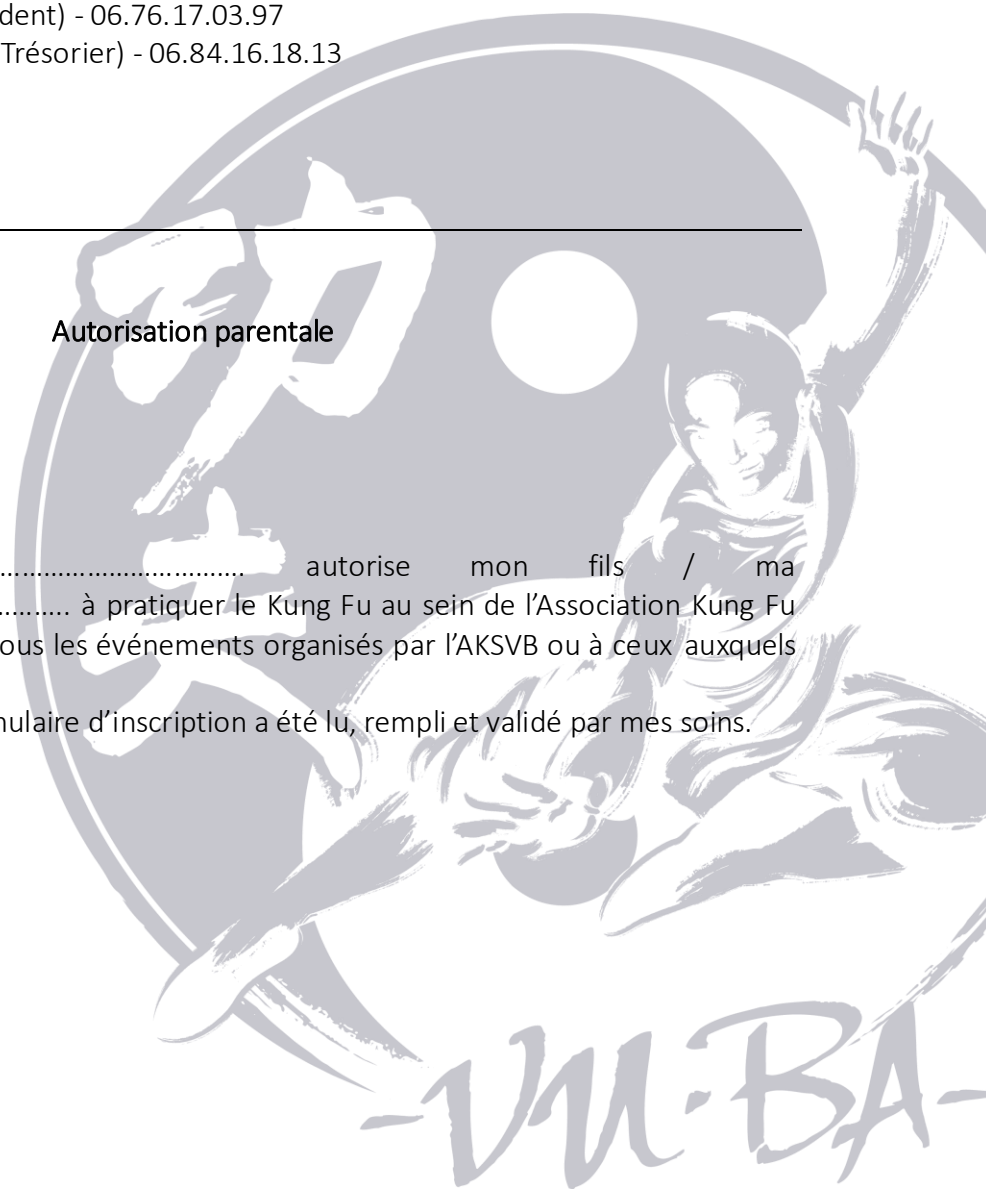 dent) - 06.76.17.03.97
Trésorier) - 06.84.16.18.13
Autorisation parentale
.................................... autorise mon fils / ma
.......... à pratiquer le Kung Fu au sein de l’Association Kung Fu
ous les événements organisés par l’AKSVB ou à ceux auxquels
nulaire d’inscription a été lu, rempli et validé par mes soins.
功
夫
-VU·BA-